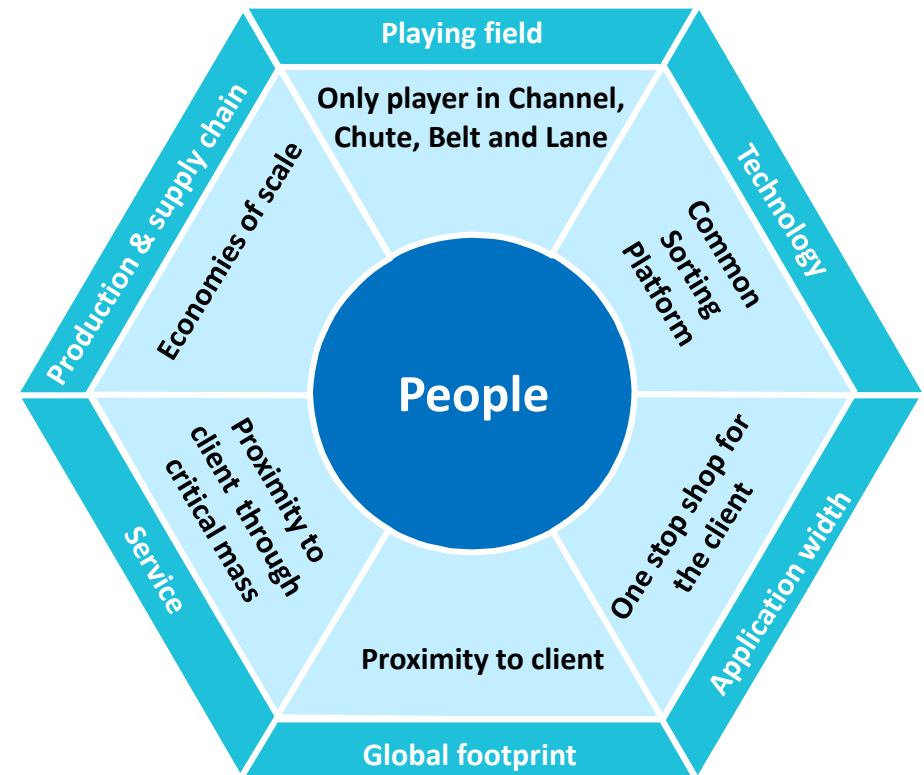 Playing field
Only player in Channel,
Chute, Belt and Lane
Technology
Common
Sorting
Platform
Application width
One stop shop for
the client
Global footprint
Proximity to client
Service
Proximity to
client through
critical mass
Production & supply chain
Economies of scale
People